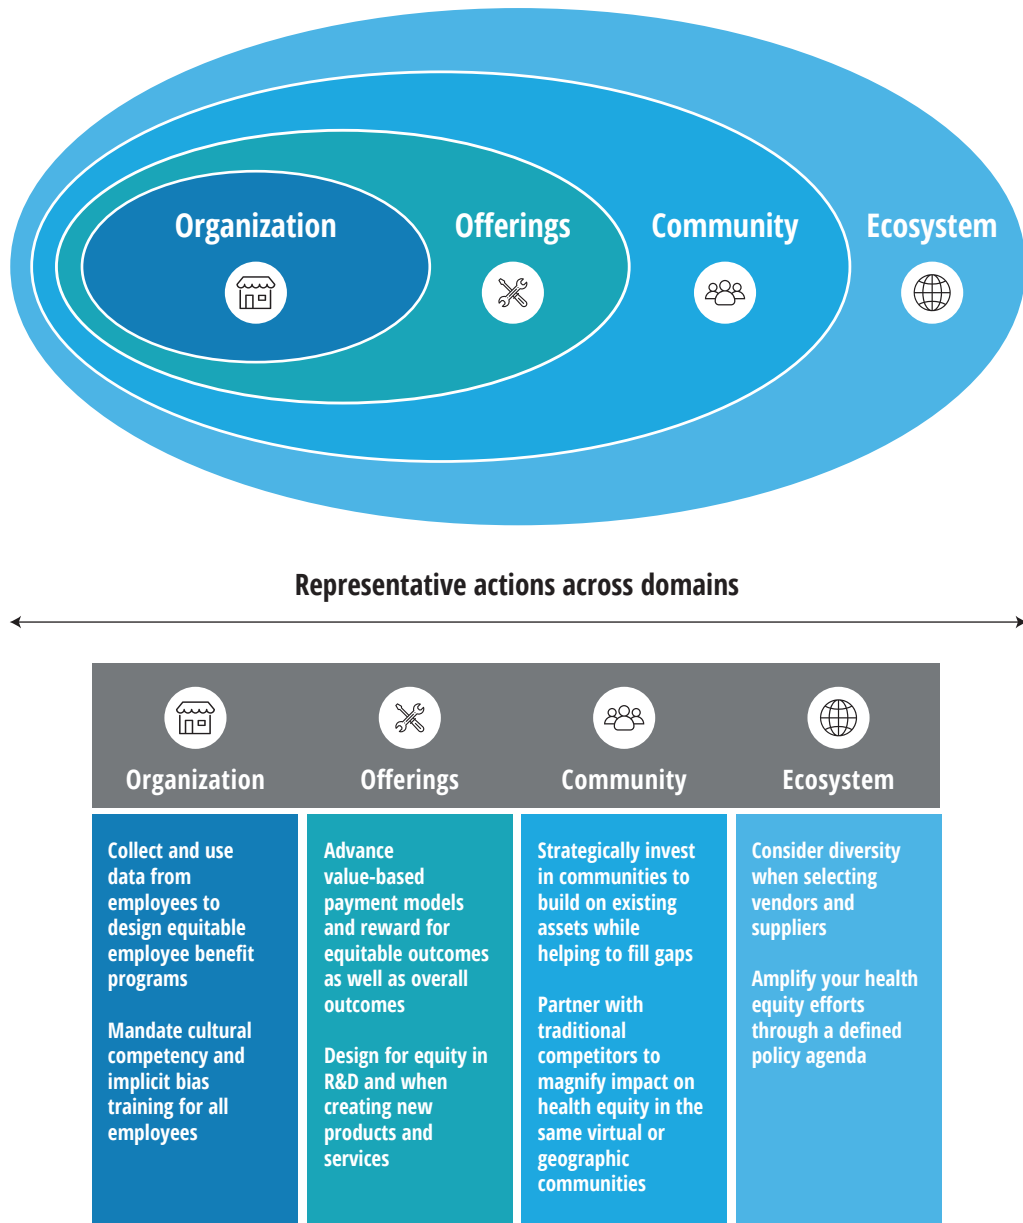 Organization
Offerings
Community
Ecosystem
Representative actions across domains
Organization
Offerings
Community
Ecosystem
Collect and use
data from
employees to
design equitable
employee benefit
programs
Mandate cultural
competency and
implicit bias
training for all
employees
Advance
value-based
payment models
and reward for
equitable outcomes
as well as overall
outcomes
Design for equity in
R&D and when
creating new
products and
services
Strategically invest
in communities to
build on existing
assets while
helping to fill gaps
Partner with
traditional
competitors to
magnify impact on
health equity in the
same virtual or
geographic
communities
Consider diversity
when selecting
vendors and
suppliers
Amplify your health
equity efforts
through a defined
policy agenda